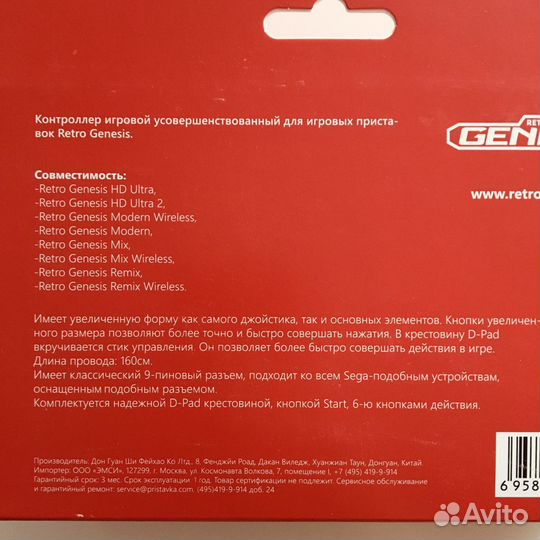 Контроллер игровой усовершенствованный для игровых приста-
вок Retro Genesis.
RET
GEN
www.retro
Совместимость:
-Retro Genesis HD Ultra,
-Retro Genesis HD Ultra 2,
-Retro Genesis Modern Wireless,
-Retro Genesis Modern,
-Retro Genesis Mix,
-Retro Genesis Mix Wireless,
-Retro Genesis Remix,
-Retro Genesis Remix Wireless.
Имеет увеличенную форму как самого джойстика, так и основных элементов. Кнопки увеличен-
ного размера позволяют более точно и быстро совершать нажатия. В крестовину D-Pad
вкручивается стик управления. Он позволяет более быстро совершать действия в игре.
Длина провода: 160см.
Имеет классический 9-пиновый разъем, подходит ко всем Sega-подобным устройствам,
оснащенным подобным разъемом.
Комплектуется надежной D-Pad крестовиной, кнопкой Start, 6-ю кнопками действия.
Производитель: Дон Гуан Ши Фейхао Ко Лтд., 8. Фенджйи Роад, Дакан Виледж, Хуанжиан Таун, Донгуан, Китай.
Импортер: ООО «ЭМСИ», 127299, г. Москва. ул. Космонавта Волкова, 7, помещение I, +7 (495) 419-9-914
Гарантийный срок: 3 мес. Срок эксплуатации: 1 год. Товар сертификации не подлежит. Сервисное обслуживание
и гарантийный ремонт: service@pristavka.com, (495)419-9-914 доб. 24
6 958
Avito